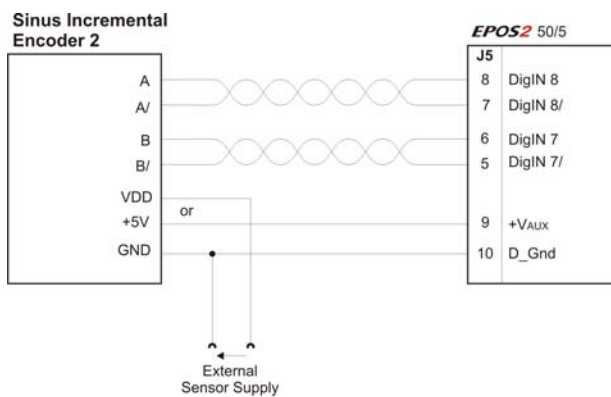 Sinus Incremental
Encoder 2
EPOS2 50/5
J5
A
8 DigIN 8
A/
7 DigIN 8/
B
6 DigIN 7
B/
5 DigIN 7/
VDD
or
+5V
9 +VAUX
GND
10 D_Gnd
External
Sensor Supply